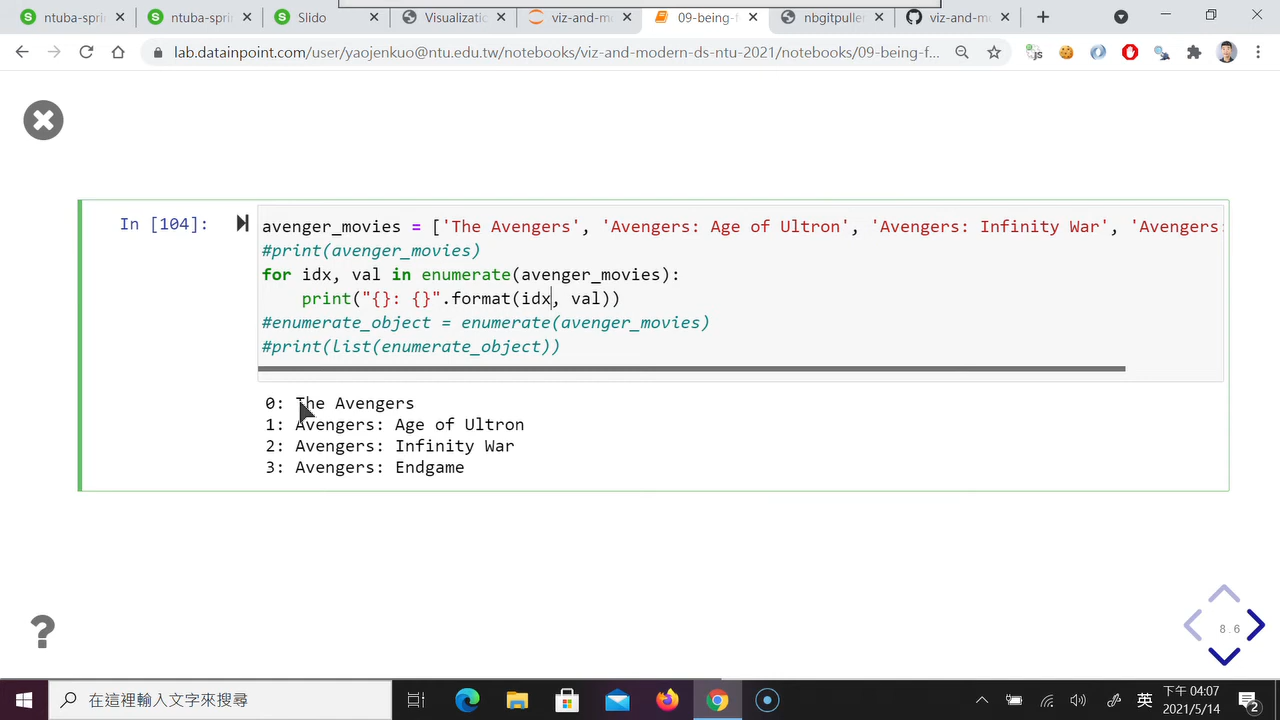 ntuba-spri
ntuba-spri
Slido
Visualizatio
viz-and-mo
09-being-f
nbgitpuller
viz-and-mo
lab.datainpoint.com/user/yaojenkuo@ntu.edu.tw/notebooks/viz-and-modern-ds-ntu-2021/notebooks/09-being-f...
js
In [104]:
avenger_movies = ['The Avengers', 'Avengers: Age of Ultron', 'Avengers: Infinity War', 'Avengers:
#print(avenger_movies)
for idx, val in enumerate(avenger_movies):
    print("{}: {}".format(idx, val))
#enumerate_object = enumerate(avenger_movies)
#print(list(enumerate_object))
0: The Avengers
1: Avengers: Age of Ultron
2: Avengers: Infinity War
3: Avengers: Endgame
?
8.6
在這裡輸入文字來搜尋
英
下午 04:07
2021/5/14
2